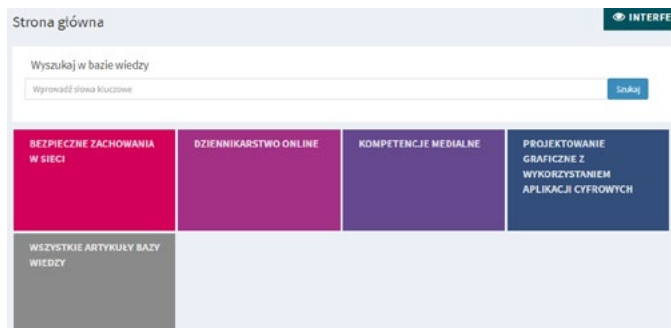 Strona główna
INTERFE
Wyszukaj w bazie wiedzy
Wprowadź słowa kluczowe
Szukaj
BEZPIECZNE ZACHOWANIA
W SIECI
DZIENNIKARSTWO ONLINE
KOMPETENCJE MEDIALNE
PROJEKTOWANIE
GRAFICZNE Z
WYKORZYSTANIEM
APLIKACJI CYFROWYCH
WSZYSTKIE ARTYKUŁY BAZY
WIEDZY